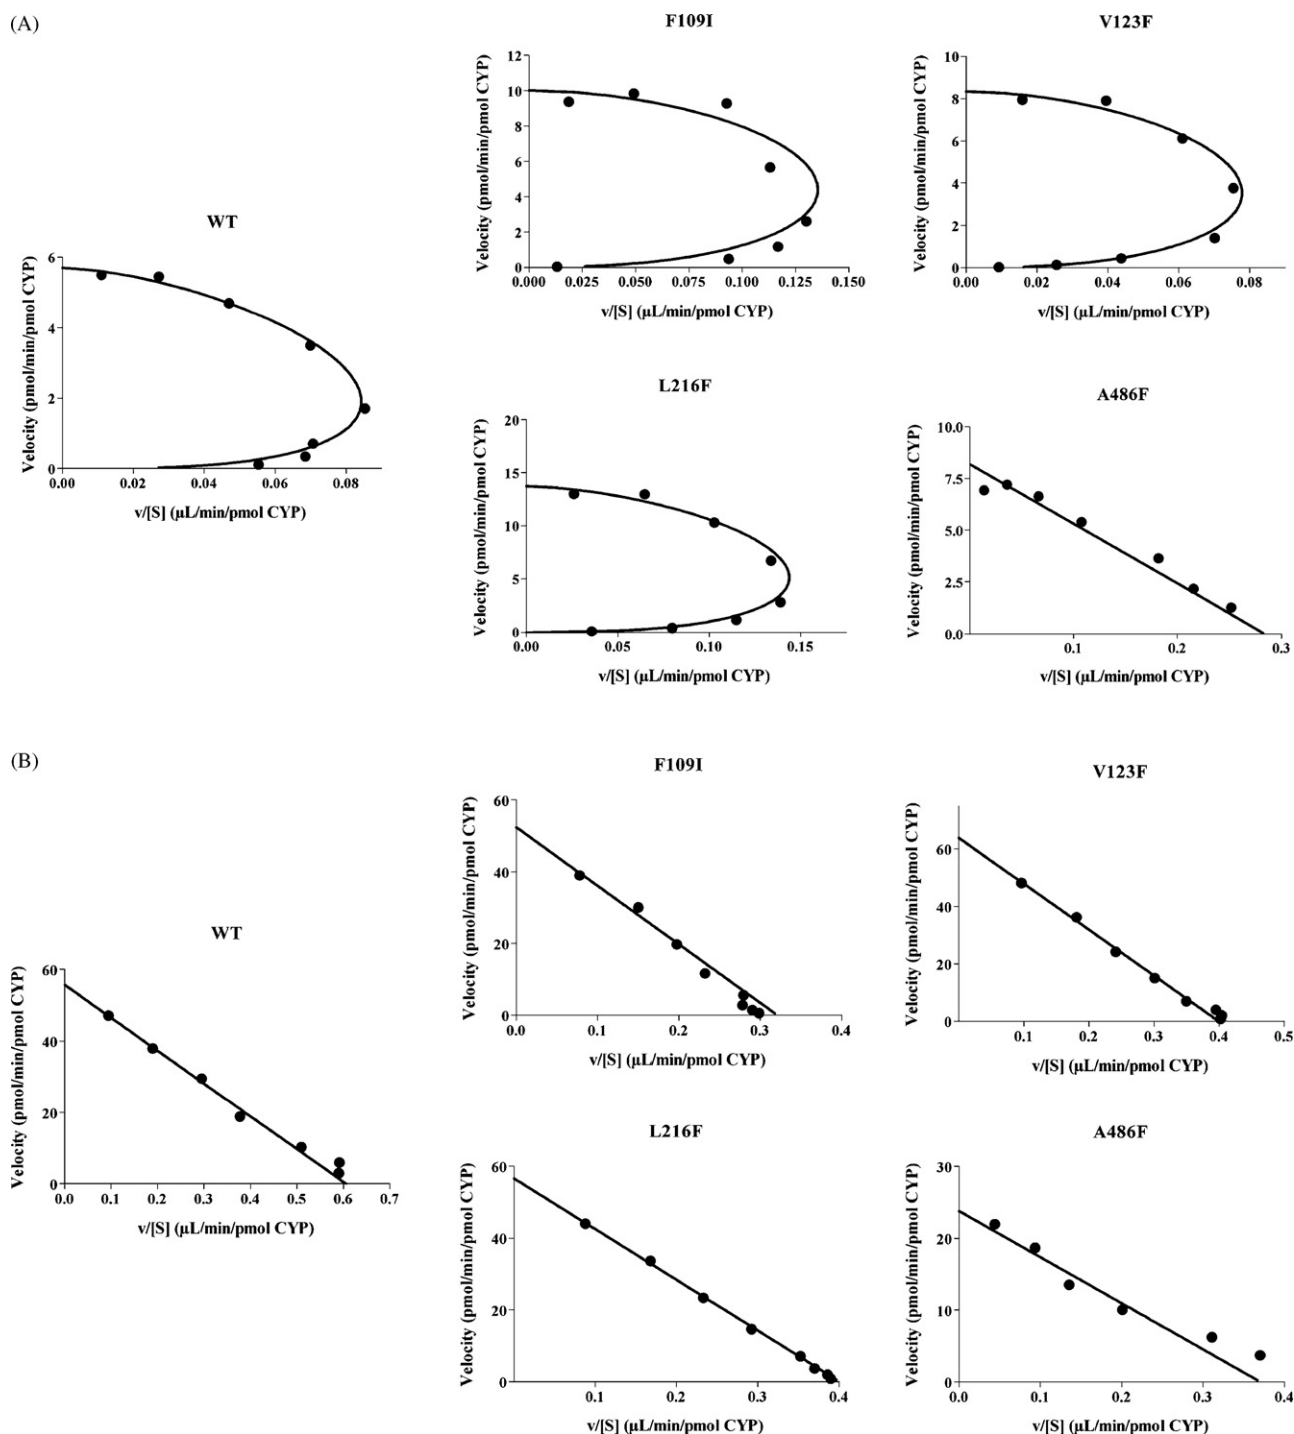 (A)
F109I
Velocity (pmol/min/pmol CYP)
12
10
8
6
4
2
0
0.000 0.025 0.050 0.075 0.100 0.125 0.150
v/[S] (µL/min/pmol CYP)
V123F
Velocity (pmol/min/pmol CYP)
10
8
6
4
2
0
0.00 0.02 0.04 0.06 0.08
v/[S] (µL/min/pmol CYP)
WT
Velocity (pmol/min/pmol CYP)
6
4
2
0
0.00 0.02 0.04 0.06 0.08
v/[S] (µL/min/pmol CYP)
L216F
Velocity (pmol/min/pmol CYP)
20
15
10
5
0
0.00 0.05 0.10 0.15
v/[S] (µL/min/pmol CYP)
A486F
Velocity (pmol/min/pmol CYP)
10.0
7.5
5.0
2.5
0.0
0.1 0.2 0.3
v/[S] (µL/min/pmol CYP)
(B)
F109I
Velocity (pmol/min/pmol CYP)
60
40
20
0
0.0 0.1 0.2 0.3 0.4
v/[S] (µL/min/pmol CYP)
V123F
Velocity (pmol/min/pmol CYP)
60
40
20
0
0.1 0.2 0.3 0.4 0.5
v/[S] (µL/min/pmol CYP)
WT
Velocity (pmol/min/pmol CYP)
60
40
20
0
0.0 0.1 0.2 0.3 0.4 0.5 0.6 0.7
v/[S] (µL/min/pmol CYP)
L216F
Velocity (pmol/min/pmol CYP)
60
40
20
0
0.1 0.2 0.3 0.4
v/[S] (µL/min/pmol CYP)
A486F
Velocity (pmol/min/pmol CYP)
30
20
10
0
0.0 0.1 0.2 0.3 0.4
v/[S] (µL/min/pmol CYP)